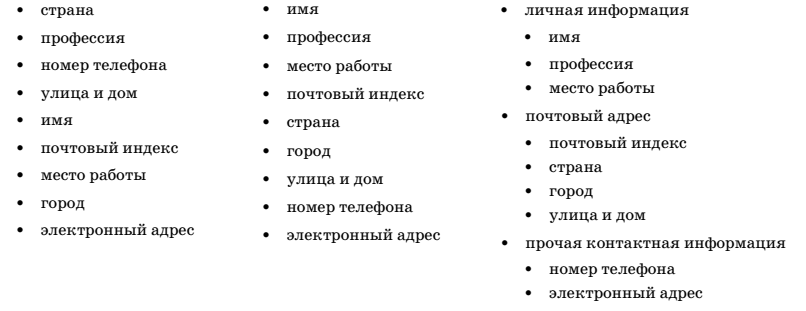 страна
профессия
номер телефона
улица и дом
имя
почтовый индекс
место работы
город
электронный адрес
имя
профессия
место работы
почтовый индекс
страна
город
улица и дом
номер телефона
электронный адрес
личная информация
имя
профессия
место работы
почтовый адрес
почтовый индекс
страна
город
улица и дом
прочая контактная информация
номер телефона
электронный адрес